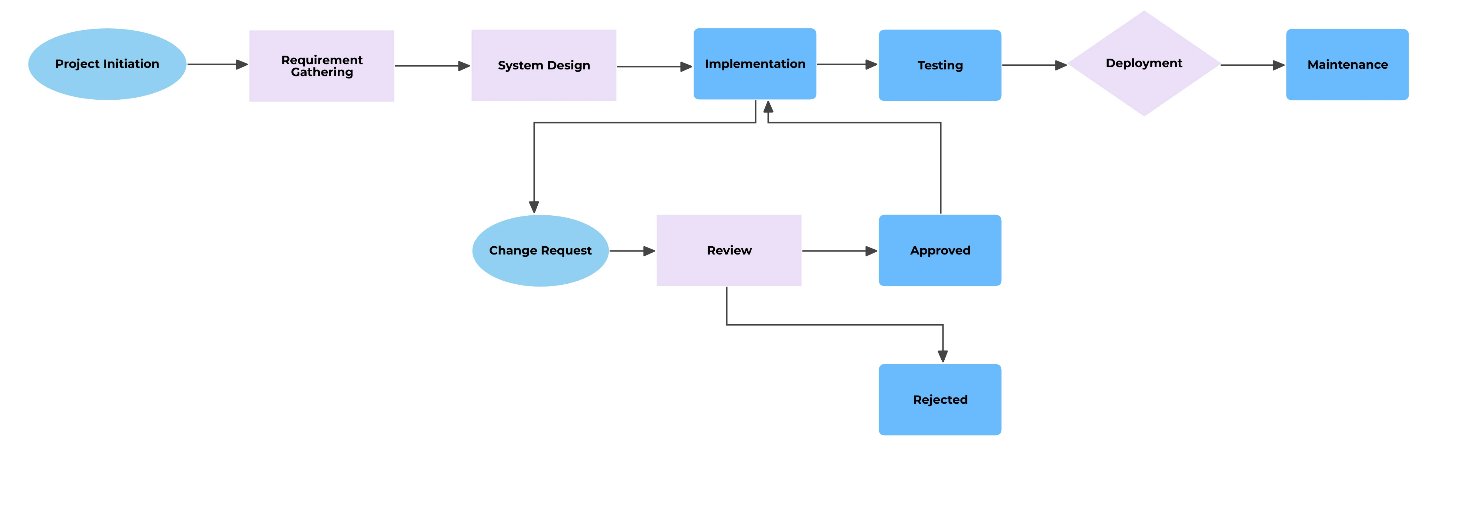 Project Initiation
Requirement
Gathering
System Design
Implementation
Testing
Deployment
Maintenance
Change Request
Review
Approved
Rejected